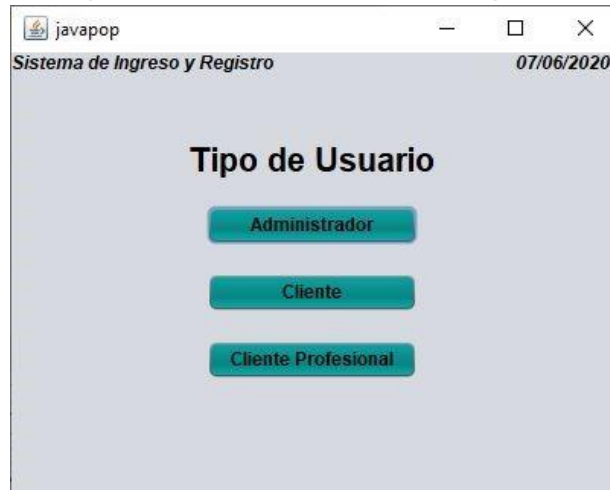 javapop
Sistema de Ingreso y Registro 07/06/2020
Tipo de Usuario
Administrador
Cliente
Cliente Profesional